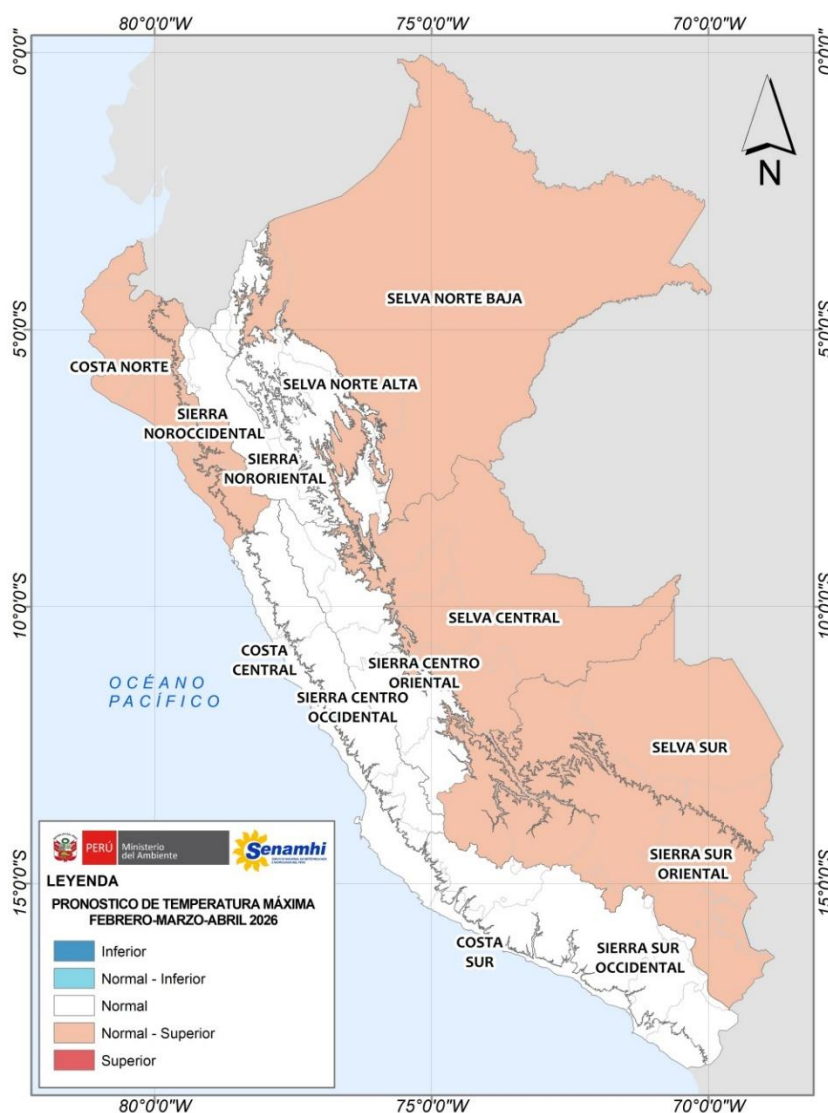 80°0'0"W 75°0'0"W 70°0'0"W
0°0'0" 0°0'0"
N
SELVA NORTE BAJA
5°0'0"S 5°0'0"S
COSTA NORTE
SELVA NORTE ALTA
SIERRA
NOROCCIDENTAL
SIERRA
NORORIENTAL
10°0'0"S 10°0'0"S
SELVA CENTRAL
COSTA
CENTRAL
SIERRA CENTRO
ORIENTAL
OCÉANO
PACÍFICO
SIERRA CENTRO
OCCIDENTAL
SELVA SUR
SIERRA SUR
ORIENTAL
15°0'0"S 15°0'0"S
COSTA
SUR
SIERRA SUR
OCCIDENTAL
PERÚ Ministerio
del Ambiente
Senamhi
LEYENDA
PRONOSTICO DE TEMPERATURA MÁXIMA
FEBRERO-MARZO-ABRIL 2026
Inferior
Normal - Inferior
Normal
Normal - Superior
Superior
80°0'0"W 75°0'0"W 70°0'0"W